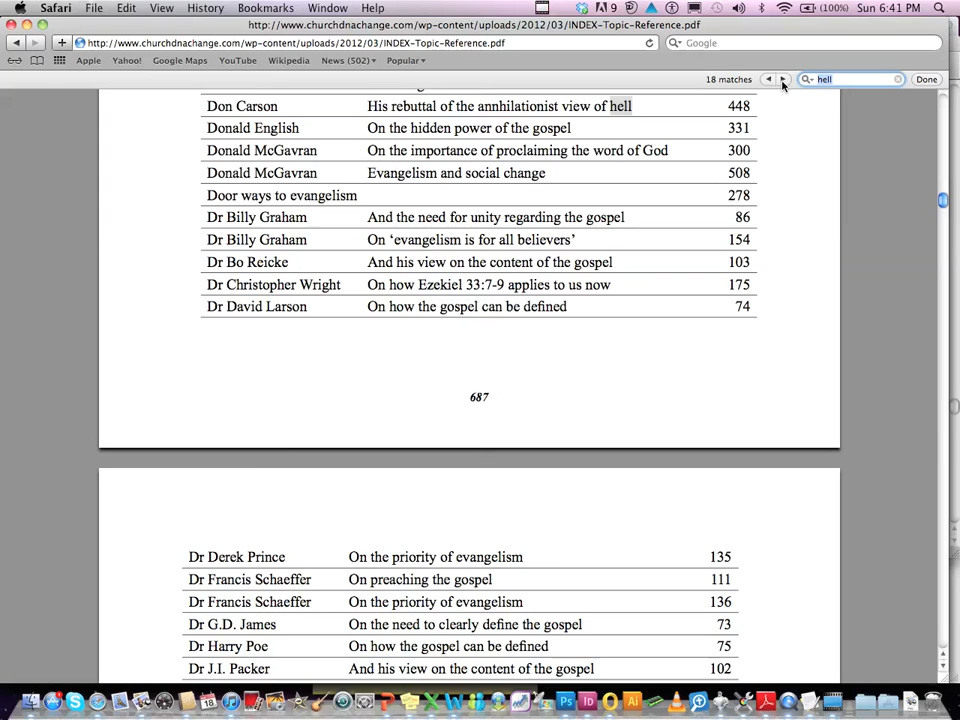 Safari File Edit View History Bookmarks Window Help A 9 (100%) Sun 6:41 PM
http://www.churchdnachange.com/wp-content/uploads/2012/03/INDEX-Topic-Reference.pdf
http://www.churchdnachange.com/wp-content/uploads/2012/03/INDEX-Topic-Reference.pdf Google
Apple Yahoo! Google Maps YouTube Wikipedia News (502) Popular
18 matches hell Done
Don Carson His rebuttal of the annhilationist view of hell 448
Donald English On the hidden power of the gospel 331
Donald McGavran On the importance of proclaiming the word of God 300
Donald McGavran Evangelism and social change 508
Door ways to evangelism 278
Dr Billy Graham And the need for unity regarding the gospel 86
Dr Billy Graham On ‘evangelism is for all believers’ 154
Dr Bo Reicke And his view on the content of the gospel 103
Dr Christopher Wright On how Ezekiel 33:7-9 applies to us now 175
Dr David Larson On how the gospel can be defined 74
687
Dr Derek Prince On the priority of evangelism 135
Dr Francis Schaeffer On preaching the gospel 111
Dr Francis Schaeffer On the priority of evangelism 136
Dr G.D. James On the need to clearly define the gospel 73
Dr Harry Poe On how the gospel can be defined 75
Dr J.I. Packer And his view on the content of the gospel 102